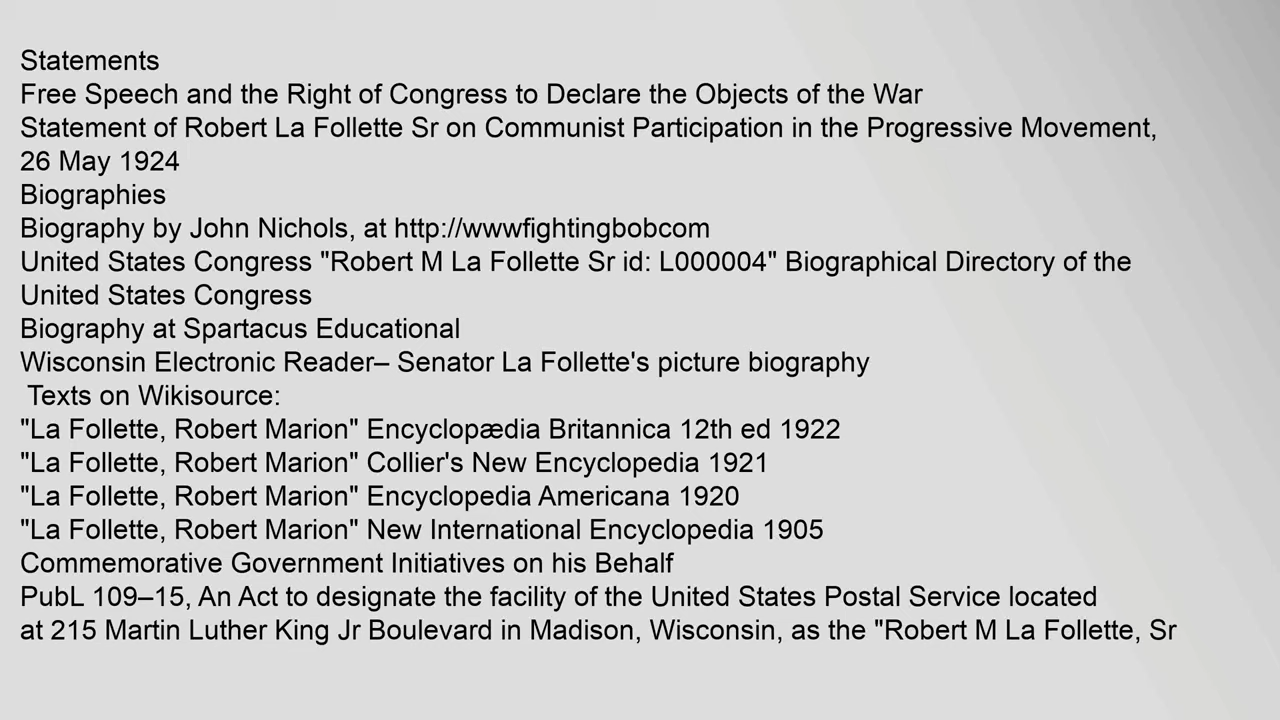 Statements
Free Speech and the Right of Congress to Declare the Objects of the War
Statement of Robert La Follette Sr on Communist Participation in the Progressive Movement,
26 May 1924
Biographies
Biography by John Nichols, at http://wwwfightingbobcom
United States Congress "Robert M La Follette Sr id: L000004" Biographical Directory of the
United States Congress
Biography at Spartacus Educational
Wisconsin Electronic Reader– Senator La Follette's picture biography
Texts on Wikisource:
"La Follette, Robert Marion" Encyclopædia Britannica 12th ed 1922
"La Follette, Robert Marion" Collier's New Encyclopedia 1921
"La Follette, Robert Marion" Encyclopedia Americana 1920
"La Follette, Robert Marion" New International Encyclopedia 1905
Commemorative Government Initiatives on his Behalf
PubL 109–15, An Act to designate the facility of the United States Postal Service located
at 215 Martin Luther King Jr Boulevard in Madison, Wisconsin, as the "Robert M La Follette, Sr